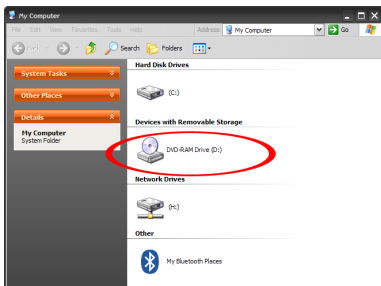 My Computer
File Edit View Favorites Tools Help Address My Computer Go
Back Search Folders
System Tasks
Other Places
Details
My Computer
System Folder
Hard Disk Drives
(C:)
Devices with Removable Storage
DVD-RAM Drive (D:)
Network Drives
(H:)
Other
My Bluetooth Places